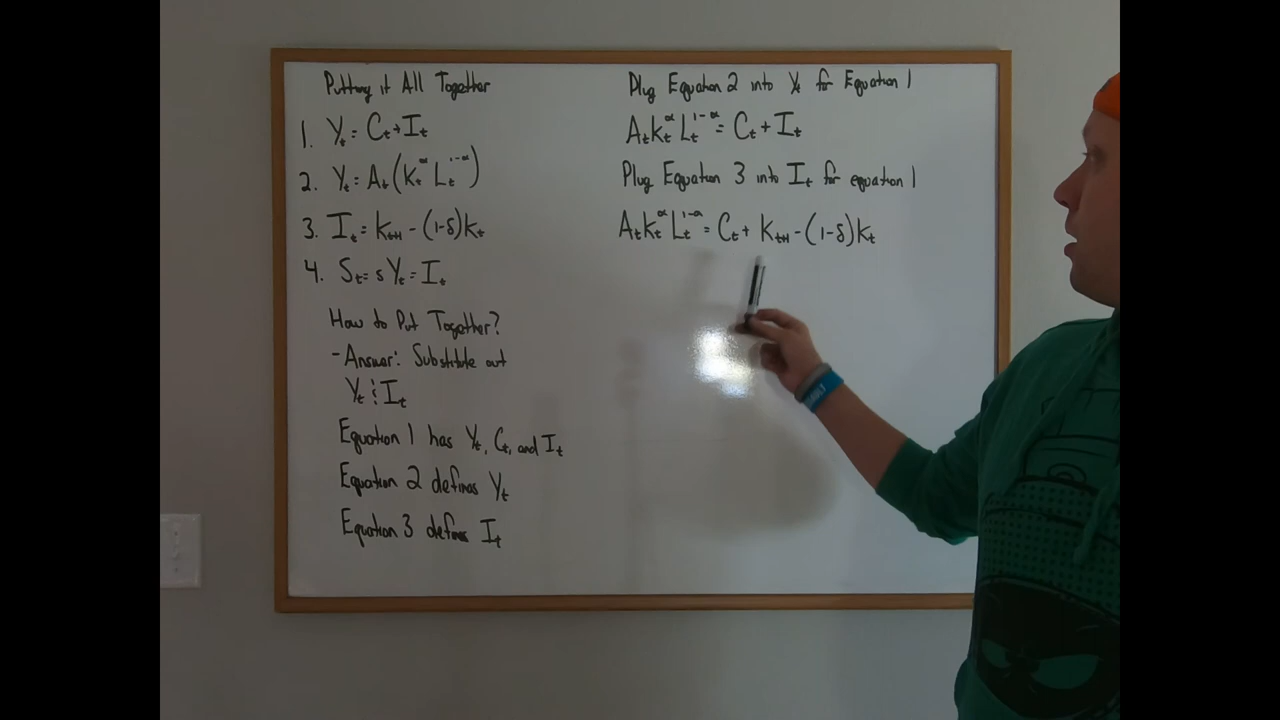 Putting it All Together
1. Yₜ = Cₜ + Iₜ
2. Yₜ = Aₜ(Kₜ^α Lₜ^1-α)
3. Iₜ = Kₜ₊₁ - (1-δ)Kₜ
4. Sₜ = sYₜ = Iₜ
How to Put Together?
- Answer: Substitute out
Yₜ & Iₜ
Equation 1 has Yₜ, Cₜ, and Iₜ
Equation 2 defines Yₜ
Equation 3 defines Iₜ
Plug Equation 2 into Yₜ for Equation 1
AₜKₜ^α Lₜ^1-α = Cₜ + Iₜ
Plug Equation 3 into Iₜ for equation 1
AₜKₜ^α Lₜ^1-α = Cₜ + Kₜ₊₁ - (1-δ)Kₜ